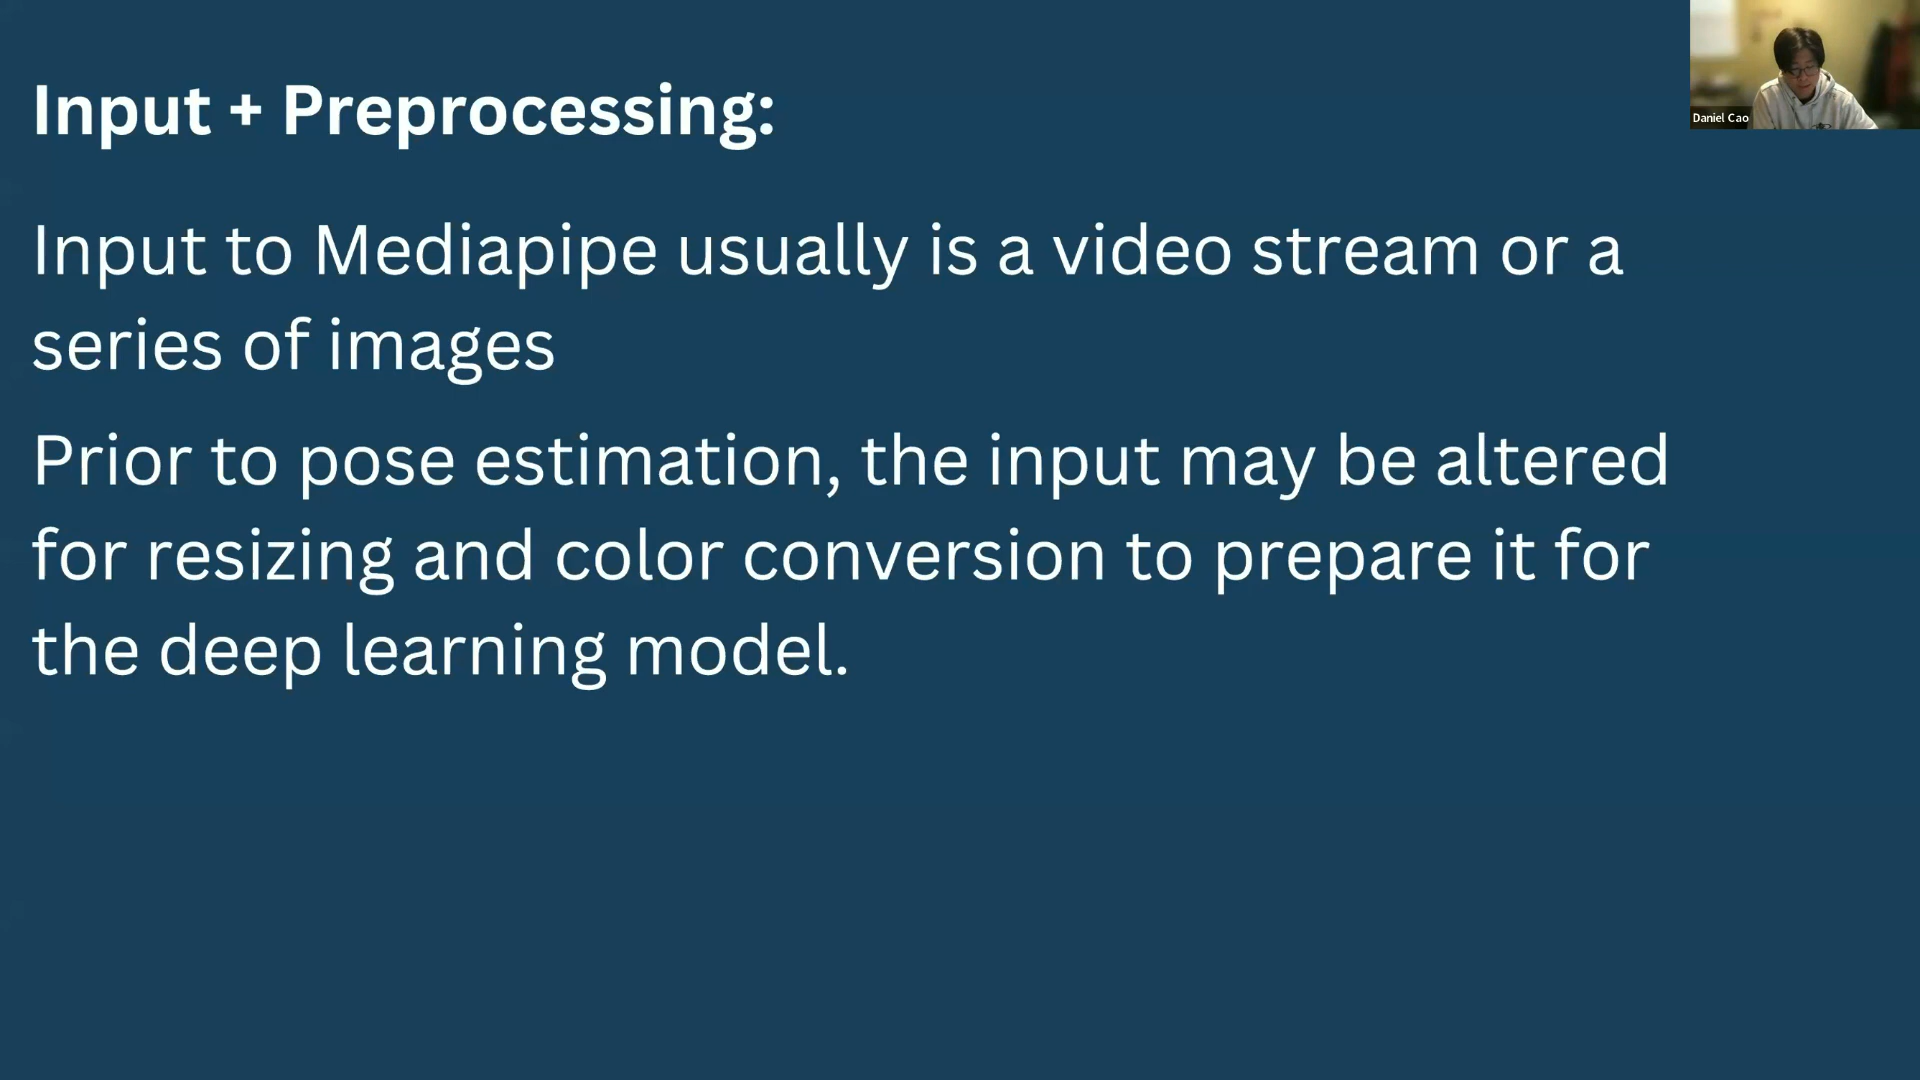 Input + Preprocessing:
Input to Mediapipe usually is a video stream or a
series of images
Prior to pose estimation, the input may be altered
for resizing and color conversion to prepare it for
the deep learning model.
Daniel Cao